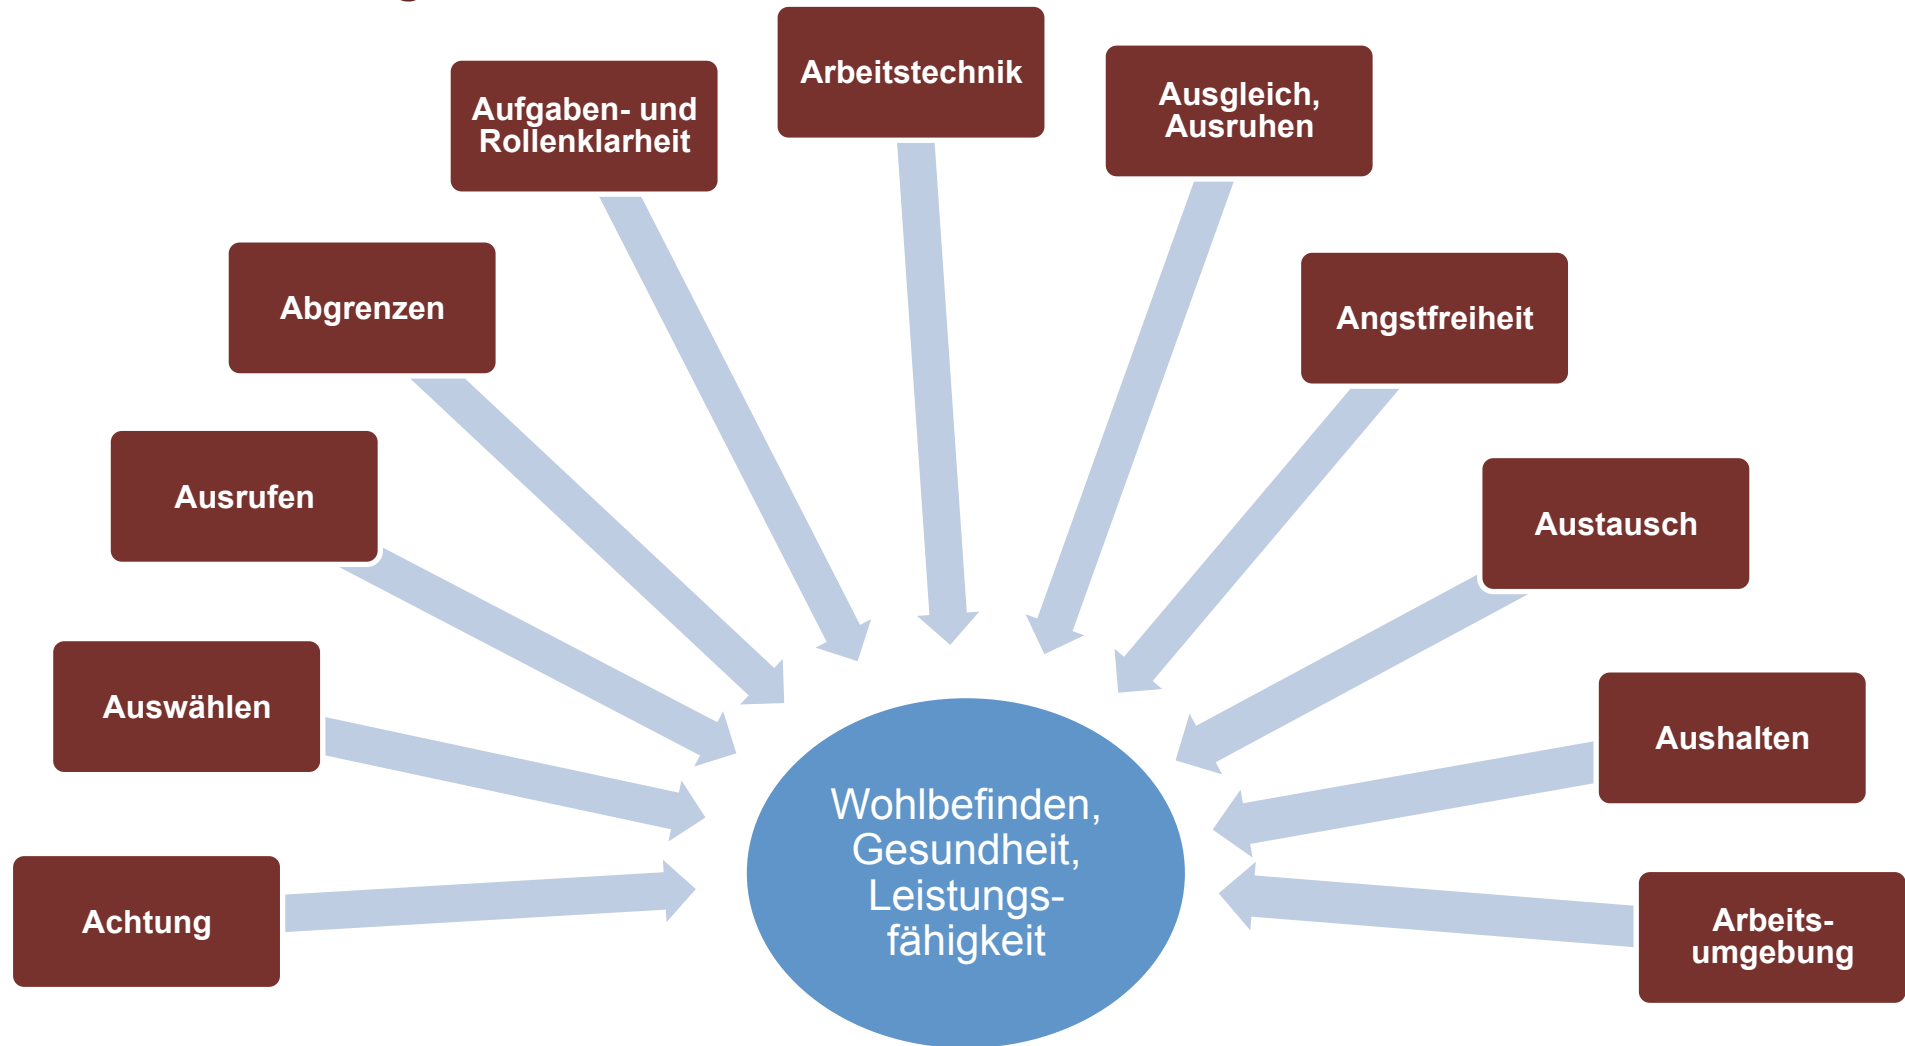 Arbeitstechnik
Aufgaben- und
Rollenklarheit
Ausgleich,
Ausruhen
Abgrenzen
Angstfreiheit
Ausrufen
Austausch
Auswählen
Aushalten
Achtung
Arbeits-
umgebung
Wohlbefinden,
Gesundheit,
Leistungs-
fähigkeit